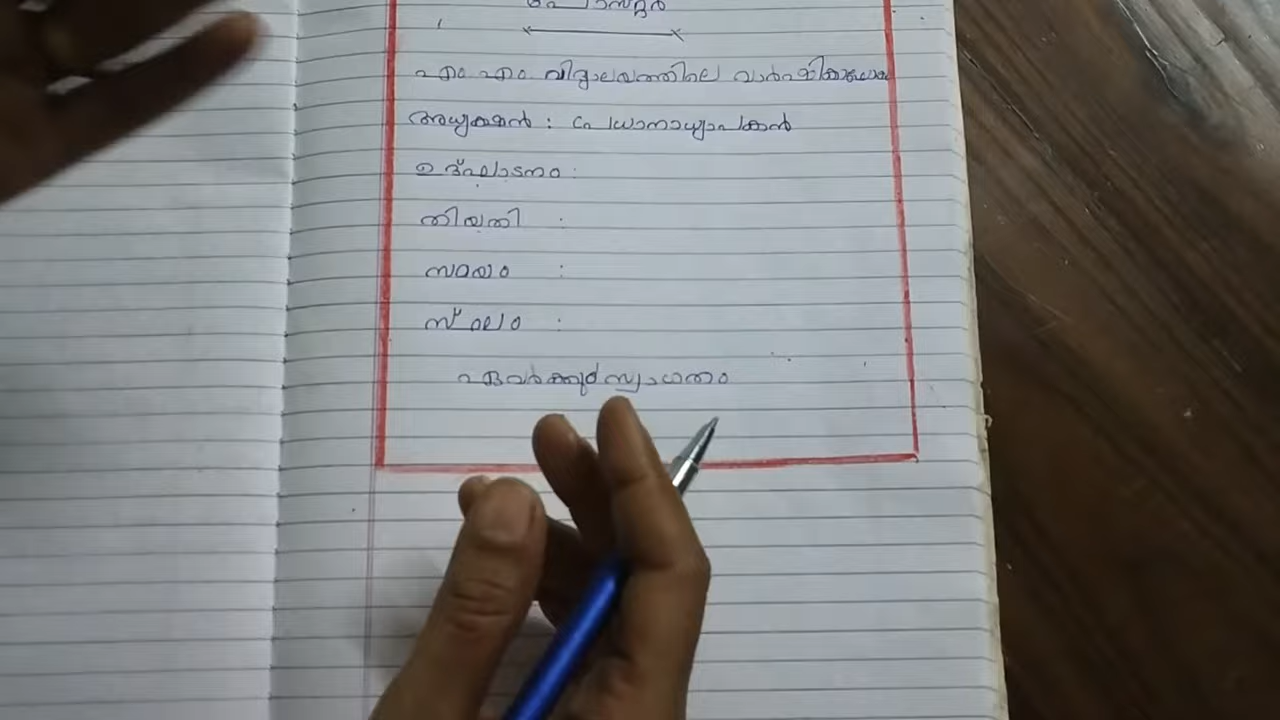 പോസ്റ്റർ
എം എം വിദ്യാലയത്തിലെ വാർഷികാഘോഷം
അധ്യക്ഷൻ : പ്രധാനാധ്യാപകൻ
ഉദ്ഘാടനം :
തിയതി :
സമയം :
സ്ഥലം :
ഏവർക്കും സ്വാഗതം